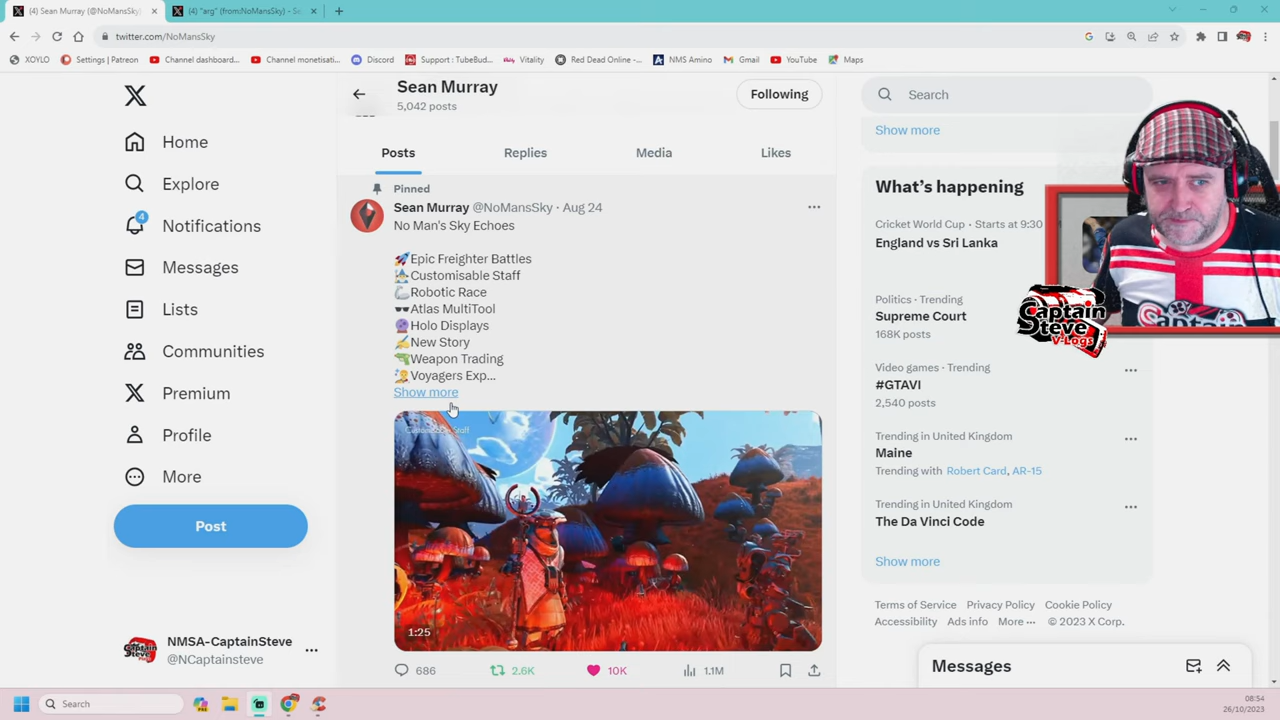 (4) Sean Murray (@NoMansSky)
(4) "arg" (from:NoMansSky) - Se
twitter.com/NoMansSky
XOYLO
Settings | Patreon
Channel dashboard...
Channel monetisati...
Discord
Support : TubeBud...
Vitality
Red Dead Online -...
NMS Amino
Gmail
YouTube
Maps
Home
Explore
4
Notifications
Messages
Lists
Communities
Premium
Profile
More
Post
NMSA-CaptainSteve
@NCaptainsteve
Sean Murray
5,042 posts
Following
Posts
Replies
Media
Likes
Pinned
Sean Murray @NoMansSky · Aug 24
No Man's Sky Echoes
🚀Epic Freighter Battles
🧙Customisable Staff
🦾Robotic Race
🕶️Atlas MultiTool
🔮Holo Displays
✍️New Story
🔫Weapon Trading
💫Voyagers Exp...
Show more
Customisable Staff
1:25
686
2.6K
10K
1.1M
Search
Show more
What's happening
Cricket World Cup · Starts at 9:30
England vs Sri Lanka
Politics · Trending
Supreme Court
168K posts
Video games · Trending
#GTAVI
2,540 posts
Trending in United Kingdom
Maine
Trending with Robert Card, AR-15
Trending in United Kingdom
The Da Vinci Code
Show more
Terms of Service Privacy Policy Cookie Policy
Accessibility Ads info More ··· © 2023 X Corp.
Messages
Captain
Steve
V-Logs
Search
08:54
26/10/2023